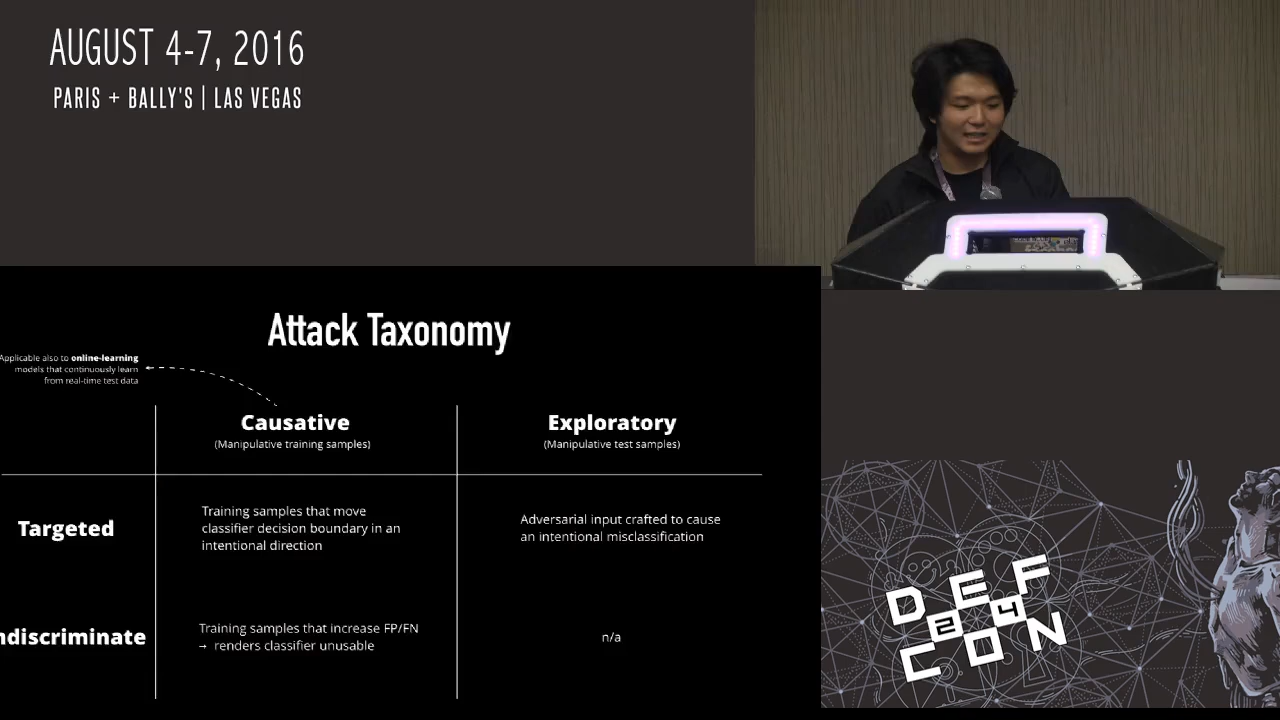 AUGUST 4-7, 2016
PARIS + BALLY'S | LAS VEGAS
Attack Taxonomy
Applicable also to online-learning
models that continuously learn
from real-time test data
Causative
(Manipulative training samples)
Exploratory
(Manipulative test samples)
Targeted
Training samples that move
classifier decision boundary in an
intentional direction
Adversarial input crafted to cause
an intentional misclassification
ndiscriminate
Training samples that increase FP/FN
→ renders classifier unusable
n/a
DEF
24
CON